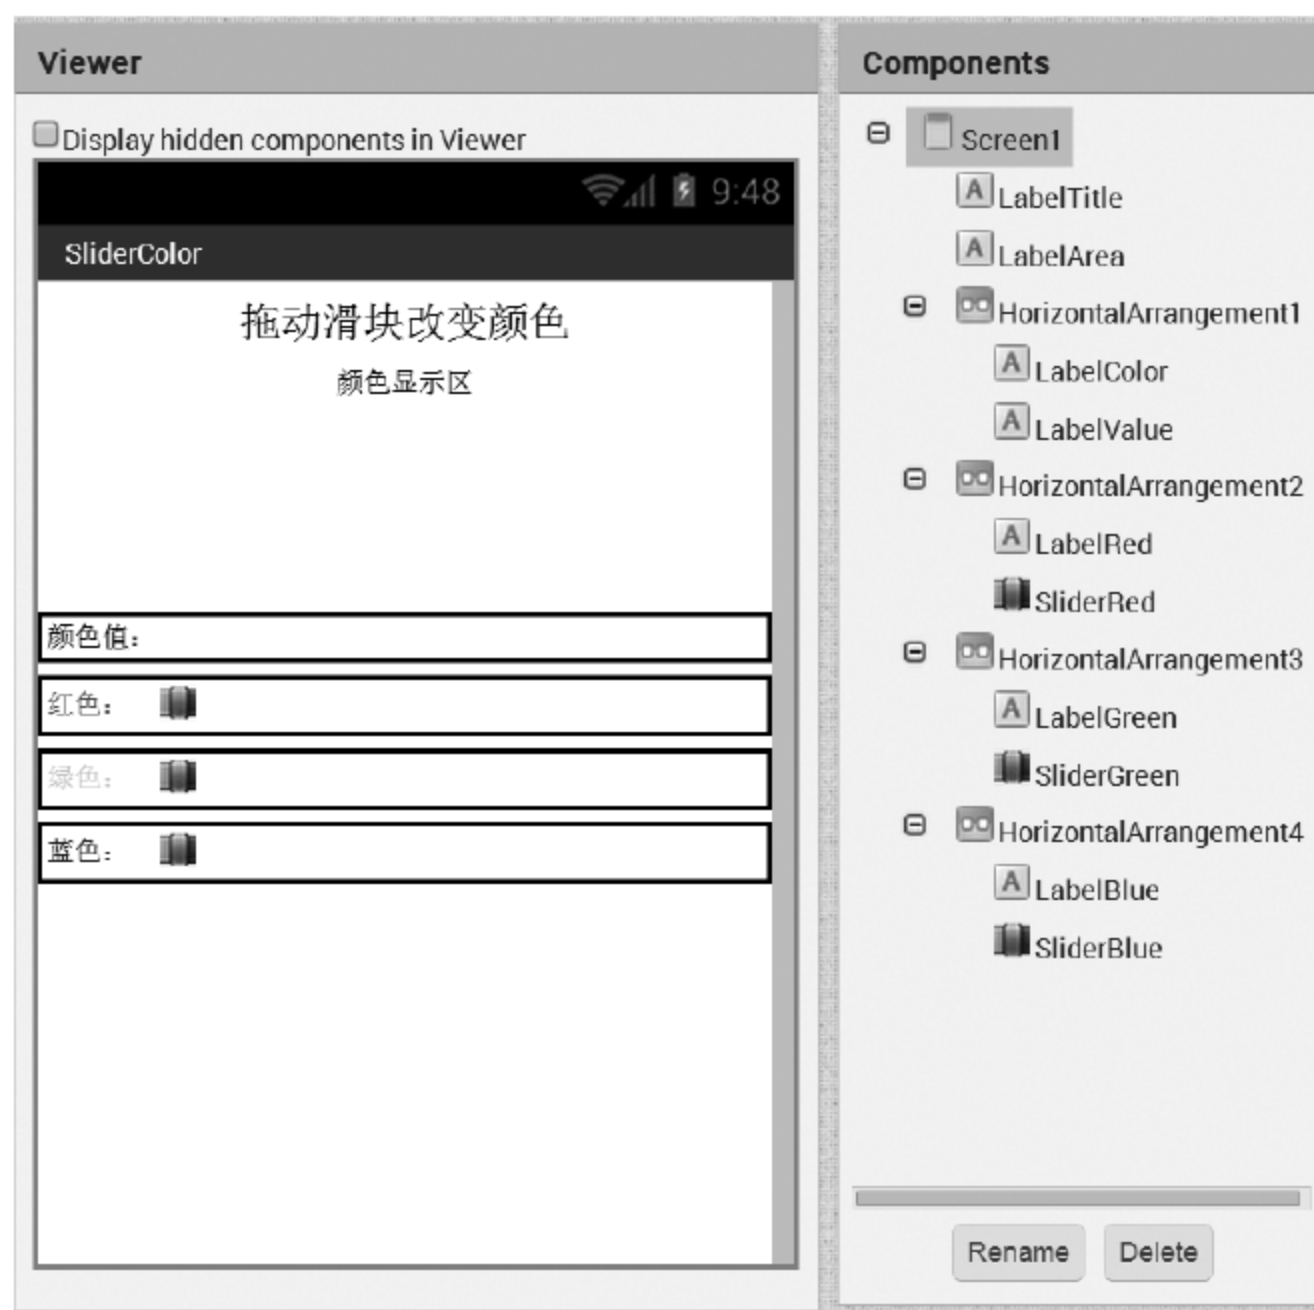 Viewer
Display hidden components in Viewer
9:48
SliderColor
拖动滑块改变颜色
颜色显示区
颜色值：
红色：
绿色：
蓝色：
Components
Screen1
A LabelTitle
A LabelArea
HorizontalArrangement1
A LabelColor
A LabelValue
HorizontalArrangement2
A LabelRed
SliderRed
HorizontalArrangement3
A LabelGreen
SliderGreen
HorizontalArrangement4
A LabelBlue
SliderBlue
Rename Delete